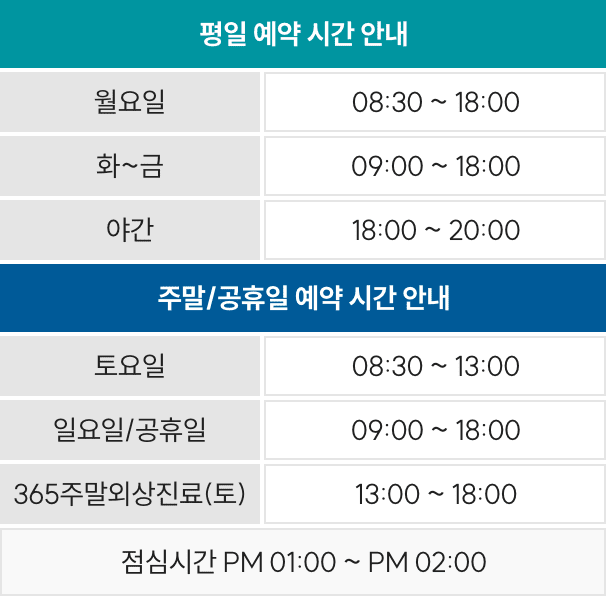 평일 예약 시간 안내
월요일 08:30 ~ 18:00
화~금 09:00 ~ 18:00
야간 18:00 ~ 20:00
주말/공휴일 예약 시간 안내
토요일 08:30 ~ 13:00
일요일/공휴일 09:00 ~ 18:00
365주말외상진료(토) 13:00 ~ 18:00
점심시간 PM 01:00 ~ PM 02:00